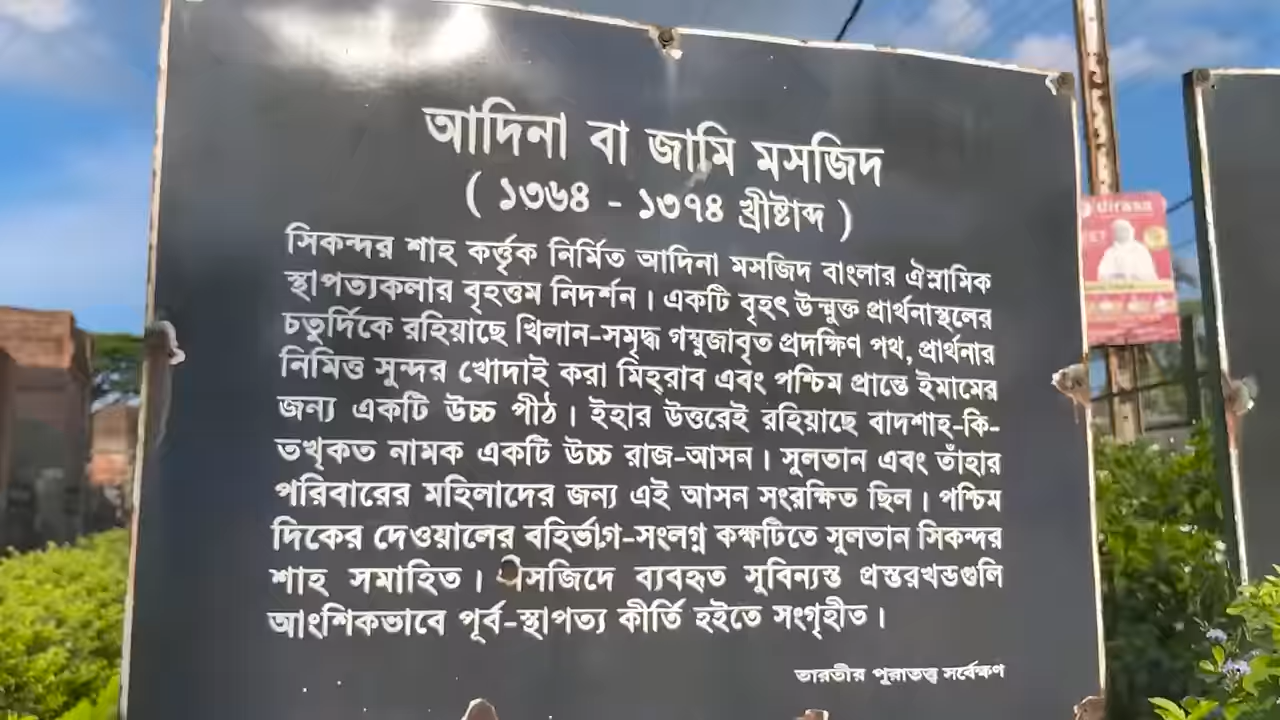 আদিনা বা জামি মসজিদ
( ১৩৬৪ - ১৩৭৪ খ্রীষ্টাব্দ )
সিকন্দর শাহ কর্ত্তৃক নির্মিত আদিনা মসজিদ বাংলার ঐস্লামিক
স্থাপত্যকলার বৃহত্তম নিদর্শন। একটি বৃহৎ উন্মুক্ত প্রার্থনাস্থলের
চতুর্দিকে রহিয়াছে খিলান-সমৃদ্ধ গম্বুজাবৃত প্রদক্ষিণ পথ, প্রার্থনার
নিমিত্ত সুন্দর খোদাই করা মিহ্‌রাব এবং পশ্চিম প্রান্তে ইমামের
জন্য একটি উচ্চ পীঠ। ইহার উত্তরেই রহিয়াছে বাদশাহ-কি-
তখ্‌কত নামক একটি উচ্চ রাজ-আসন। সুলতান এবং তাঁহার
পরিবারের মহিলাদের জন্য এই আসন সংরক্ষিত ছিল। পশ্চিম
দিকের দেওয়ালের বহির্ভাগ-সংলগ্ন কক্ষটিতে সুলতান সিকন্দর
শাহ সমাহিত। মসজিদে ব্যবহৃত সুবিন্যস্ত প্রস্তরখন্ডগুলি
আংশিকভাবে পূর্ব-স্থাপত্য কীর্তি হইতে সংগৃহীত।
ভারতীয় পুরাতত্ত্ব সর্বেক্ষণ
dirasa